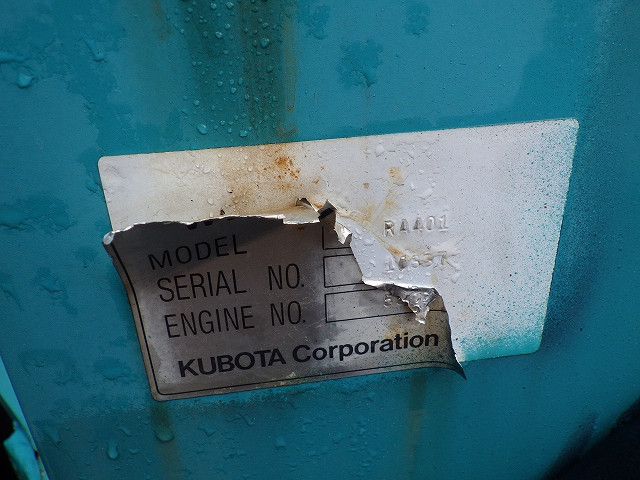 MODEL RA401
SERIAL NO.
ENGINE NO.
KUBOTA Corporation